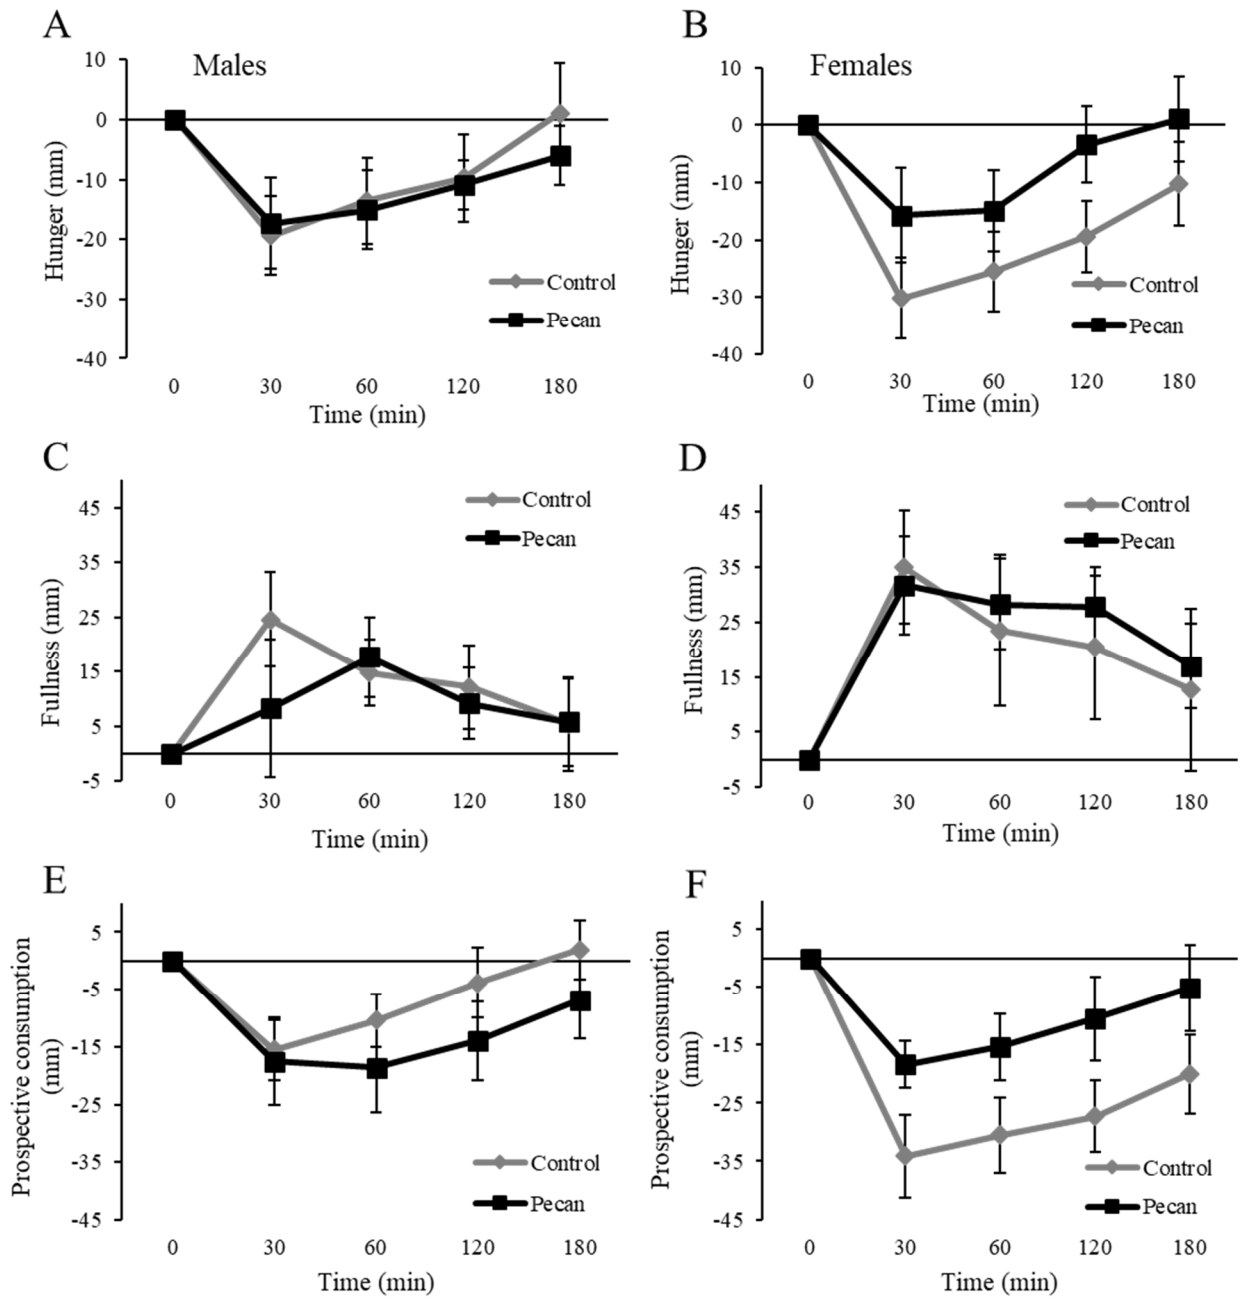 A
Males
10
0
-10
-20
-30
-40
Hunger (mm)
Control
Pecan
0 30 60 120 180
Time (min)
B
Females
10
0
-10
-20
-30
-40
Hunger (mm)
Control
Pecan
0 30 60 120 180
Time (min)
C
45
35
25
15
5
-5
Fullness (mm)
Control
Pecan
0 30 60 120 180
Time (min)
D
45
35
25
15
5
-5
Fullness (mm)
Control
Pecan
0 30 60 120 180
Time (min)
E
5
-5
-15
-25
-35
-45
Prospective consumption
(mm)
Control
Pecan
0 30 60 120 180
Time (min)
F
5
-5
-15
-25
-35
-45
Prospective consumption
(mm)
Control
Pecan
0 30 60 120 180
Time (min)